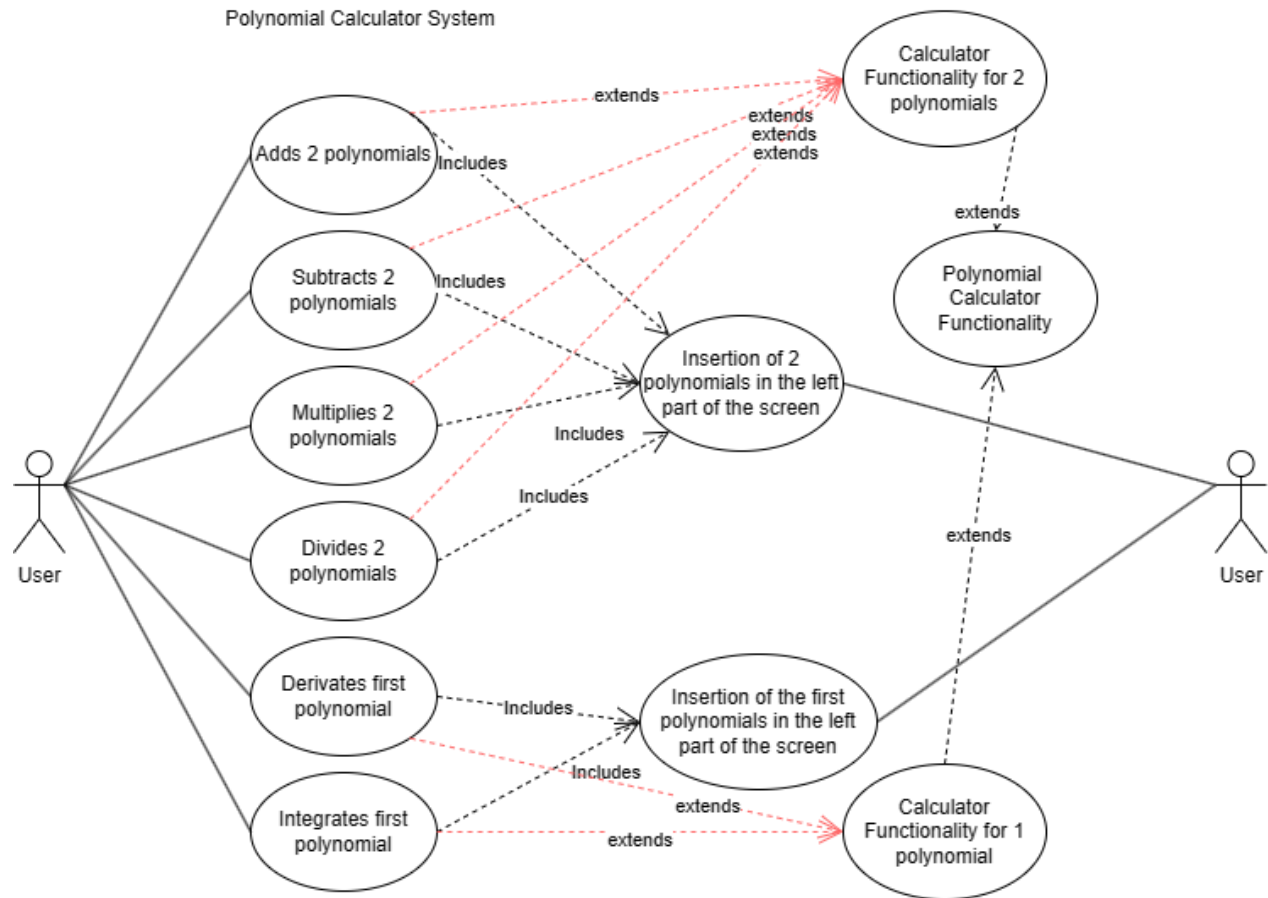 Polynomial Calculator System
Calculator
Functionality for 2
polynomials
extends
extends
extends
extends
Adds 2 polynomials
Includes
extends
Subtracts 2
polynomials
Includes
Polynomial
Calculator
Functionality
Insertion of 2
polynomials in the left
part of the screen
Multiplies 2
polynomials
Includes
Includes
Divides 2
polynomials
extends
User
User
Derivates first
polynomial
Includes
Insertion of the first
polynomials in the left
part of the screen
Includes
extends
Integrates first
polynomial
extends
Calculator
Functionality for 1
polynomial